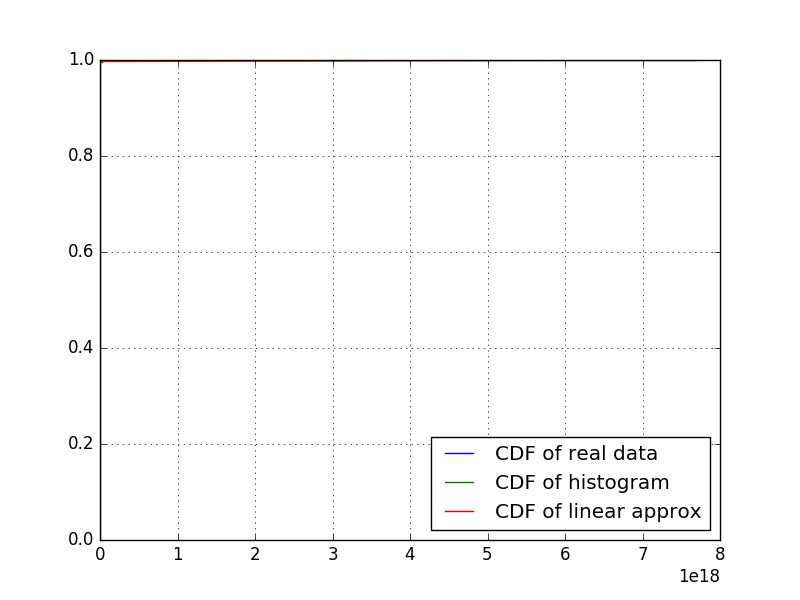 1.0
0.8
0.6
0.4
0.2
0.0
CDF of real data
CDF of histogram
CDF of linear approx
0 1 2 3 4 5 6 7 8
1e18